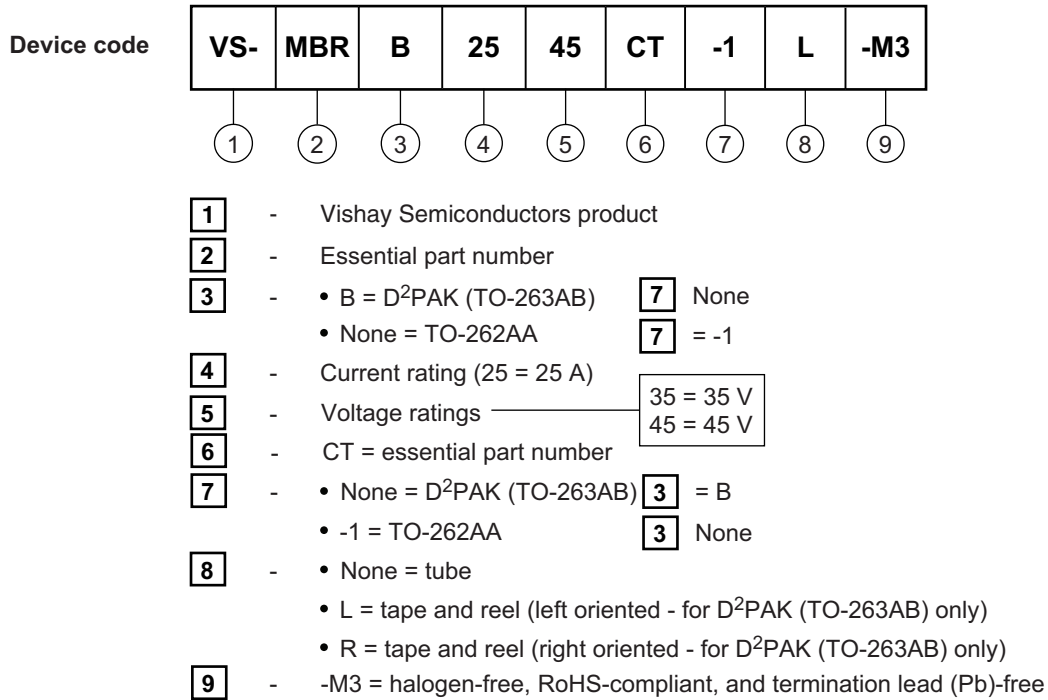 Device code VS- MBR B 25 45 CT -1 L -M3
1 2 3 4 5 6 7 8 9
1 - Vishay Semiconductors product
2 - Essential part number
3 - • B = D²PAK (TO-263AB) 7 None
• None = TO-262AA 7 = -1
4 - Current rating (25 = 25 A)
5 - Voltage ratings
35 = 35 V
45 = 45 V
6 - CT = essential part number
7 - • None = D²PAK (TO-263AB) 3 = B
• -1 = TO-262AA 3 None
8 - • None = tube
• L = tape and reel (left oriented - for D²PAK (TO-263AB) only)
• R = tape and reel (right oriented - for D²PAK (TO-263AB) only)
9 - -M3 = halogen-free, RoHS-compliant, and termination lead (Pb)-free